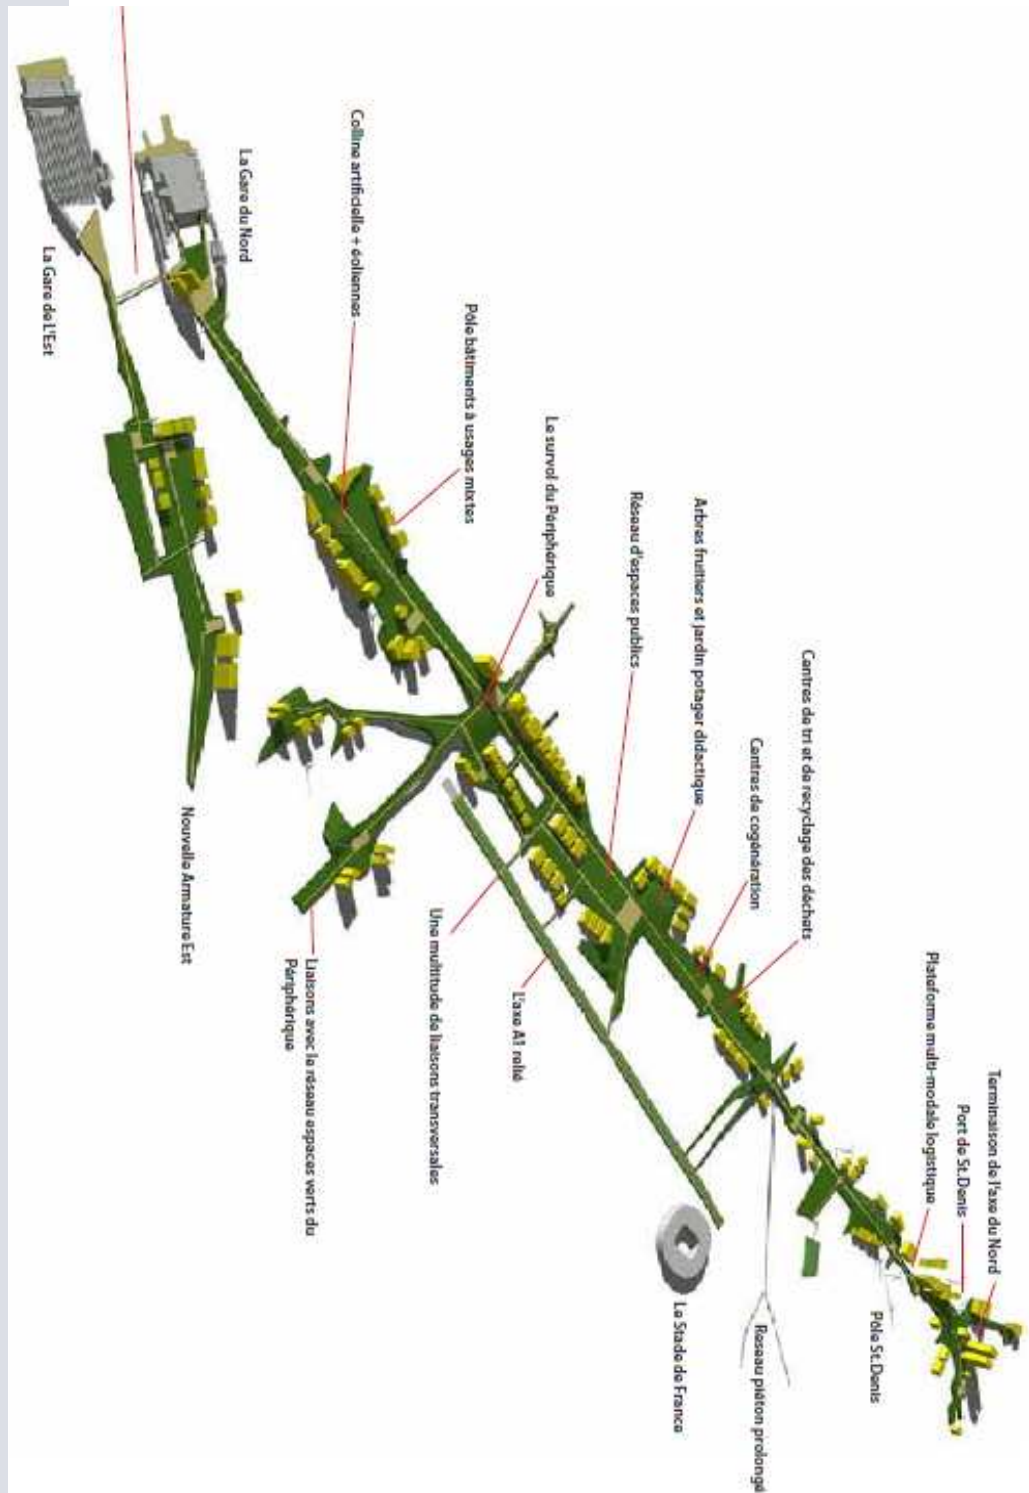 Terminaison de l'axe du Nord
Port de St.Denis
Plateforme multi-modale logistique
Pôle St.Denis
Centres de tri et de recyclage des déchets
Reseau piéton prolongé
Centres de cogénération
Arbres fruitiers et jardin potager didactique
Le Stade de France
Réseau d'espaces publics
Le survol du Périphérique
L'axe A1 relié
Pôle bâtiments à usages mixtes
Une multitude de liaisons transversales
Colline artificielle + éoliennes
Liaisons avec le réseau espaces verts du
Périphérique
La Gare du Nord
Nouvelle Armature Est
La Gare de L'Est